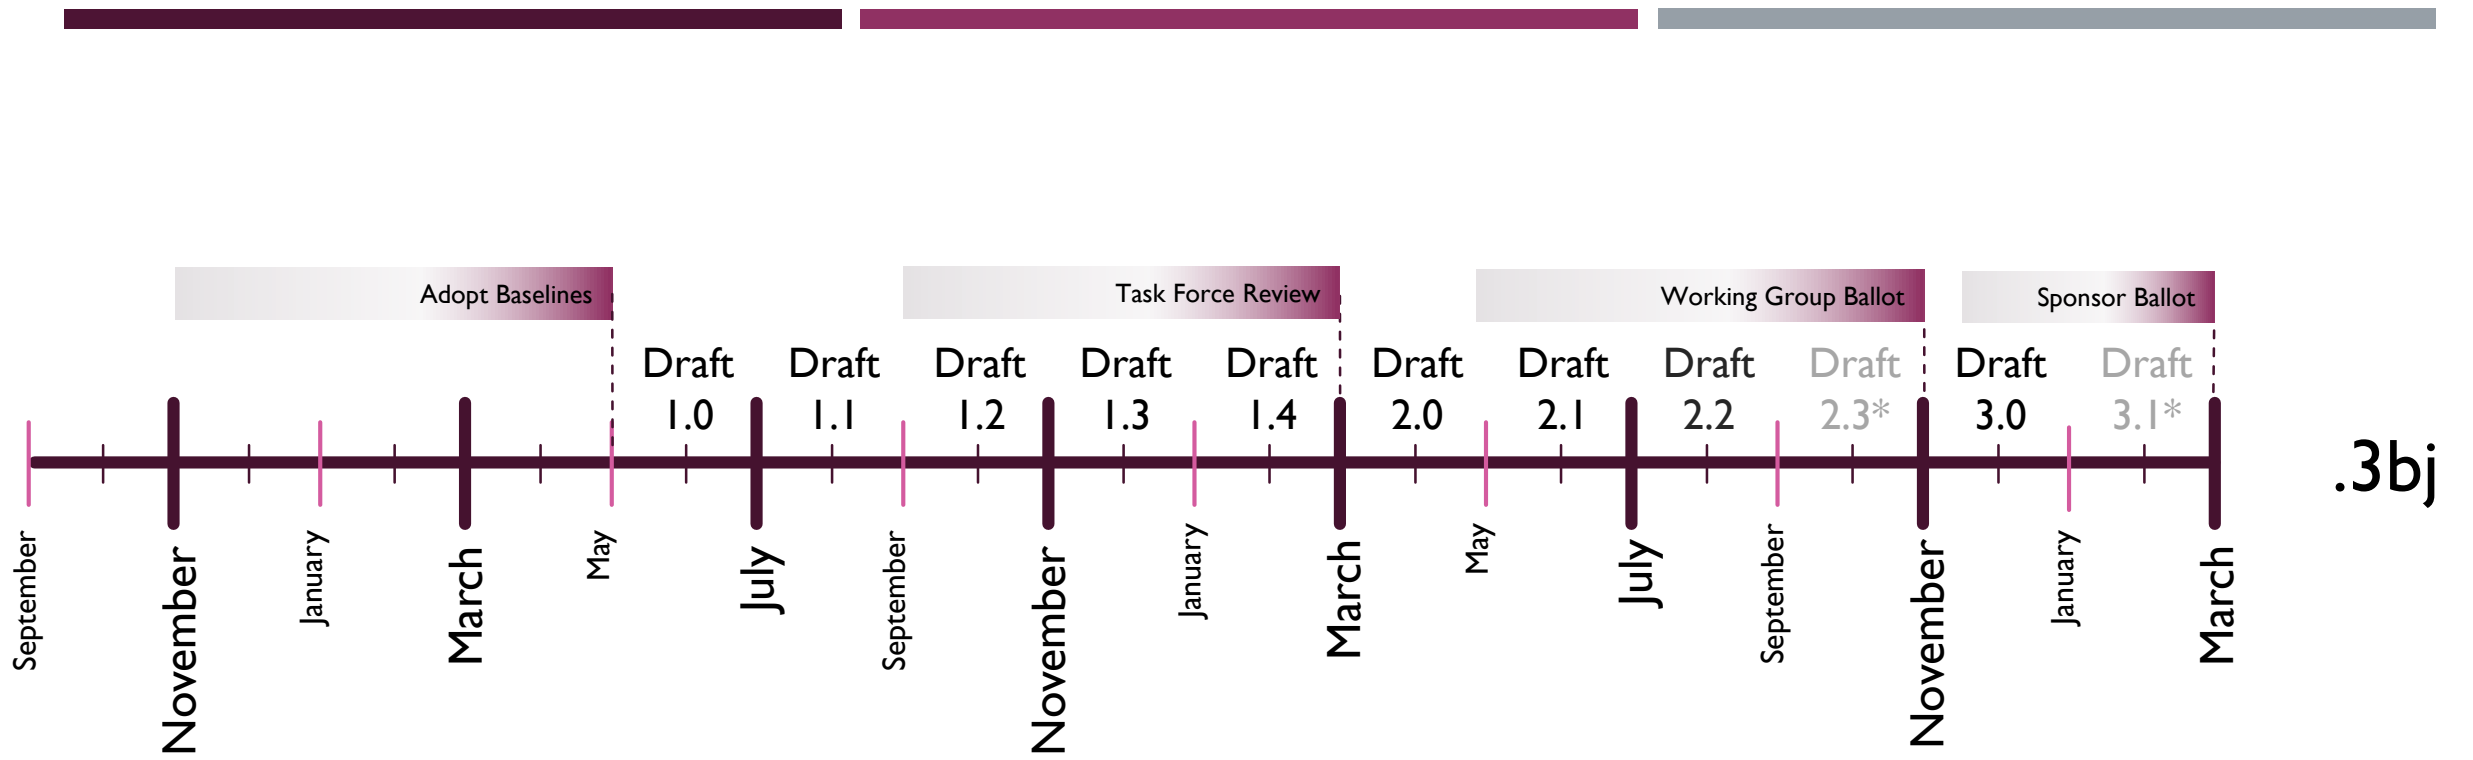 Adopt Baselines
Task Force Review
Working Group Ballot
Sponsor Ballot
Draft
1.0
Draft
1.1
Draft
1.2
Draft
1.3
Draft
1.4
Draft
2.0
Draft
2.1
Draft
2.2
Draft
2.3*
Draft
3.0
Draft
3.1*
.3bj
September
November
January
March
May
July
September
November
January
March
May
July
September
November
January
March